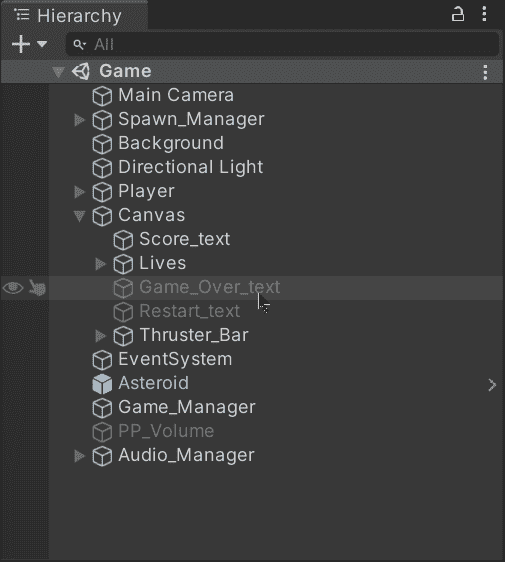 Hierarchy
All
Game
Main Camera
Spawn_Manager
Background
Directional Light
Player
Canvas
Score_text
Lives
Game_Over_text
Restart_text
Thruster_Bar
EventSystem
Asteroid
Game_Manager
PP_Volume
Audio_Manager